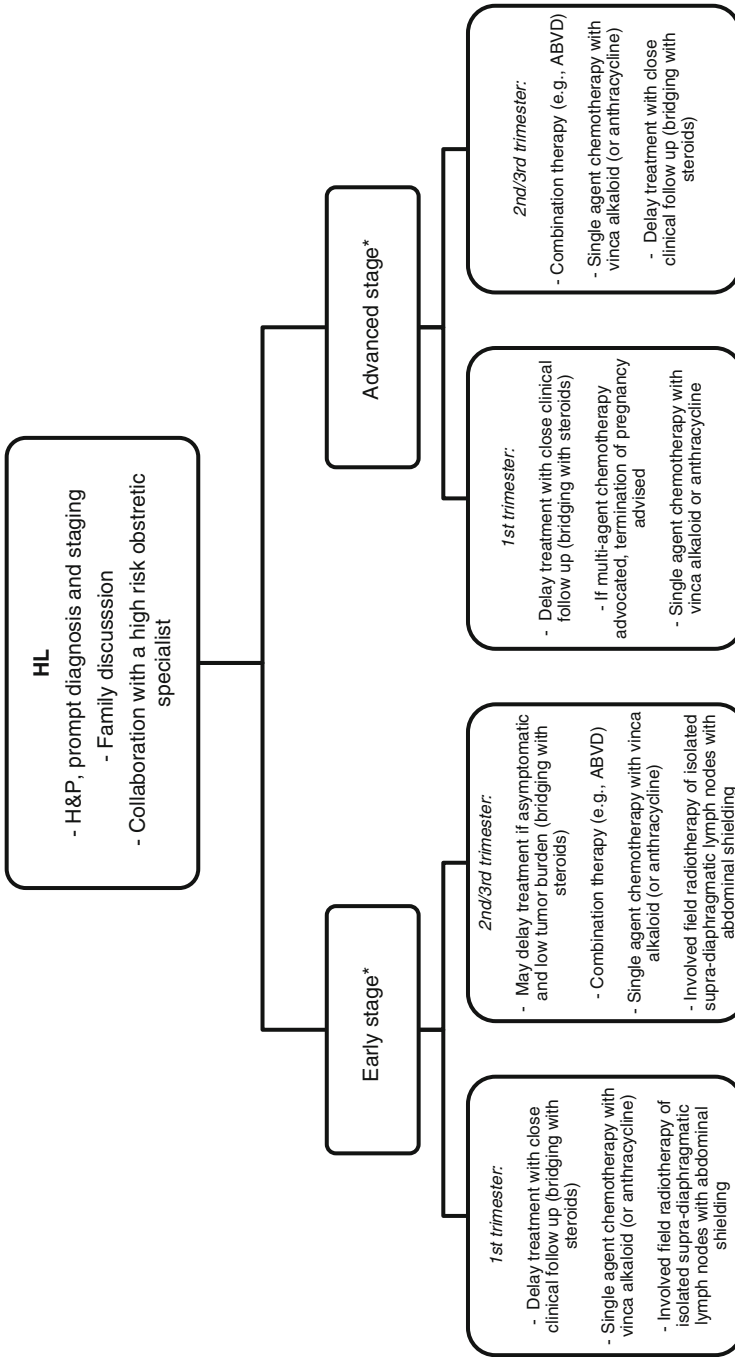 HL
- H&P, prompt diagnosis and staging
- Family discusssion
- Collaboration with a high risk obstretic
specialist
Early stage*
Advanced stage*
1st trimester:
- Delay treatment with close
clinical follow up (bridging with
steroids)
- Single agent chemotherapy with
vinca alkaloid (or anthracycline)
- Involved field radiotherapy of
isolated supra-diaphragmatic
lymph nodes with abdominal
shielding
2nd/3rd trimester:
- May delay treatment if asymptomatic
and low tumor burden (bridging with
steroids)
- Combination therapy (e.g., ABVD)
- Single agent chemotherapy with vinca
alkaloid (or anthracycline)
- Involved field radiotherapy of isolated
supra-diaphragmatic lymph nodes with
abdominal shielding
1st trimester:
- Delay treatment with close clinical
follow up (bridging with steroids)
- If multi-agent chemotherapy
advocated, termination of pregnancy
advised
- Single agent chemotherapy with
vinca alkaloid or anthracycline
2nd/3rd trimester:
- Combination therapy (e.g., ABVD)
- Single agent chemotherapy with
vinca alkaloid (or anthracycline)
- Delay treatment with close
clinical follow up (bridging with
steroids)